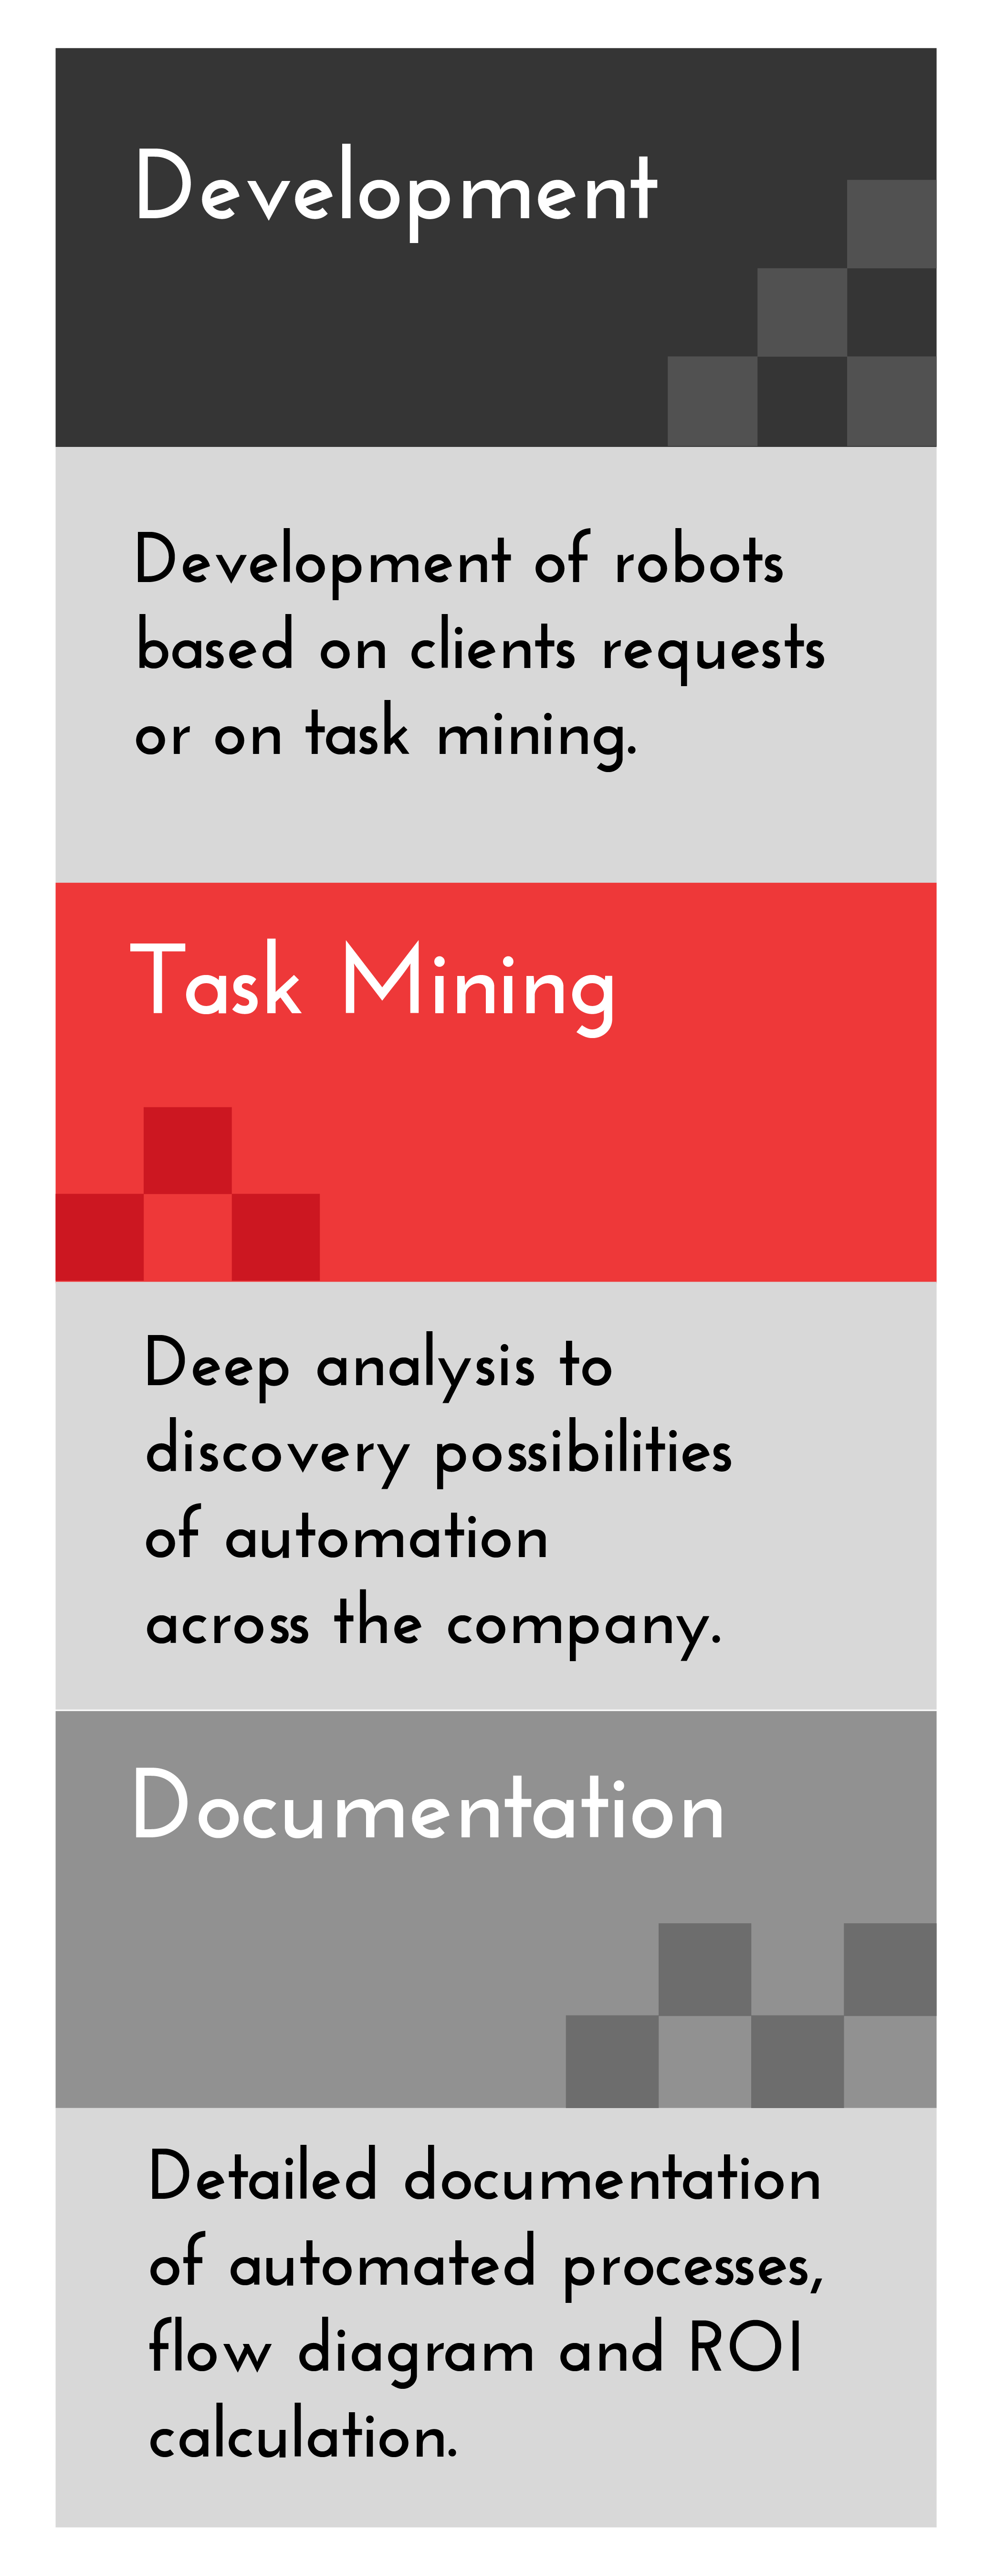 Development
Development of robots
based on clients requests
or on task mining.
Task Mining
Deep analysis to
discovery possibilities
of automation
across the company.
Documentation
Detailed documentation
of automated processes,
flow diagram and ROI
calculation.